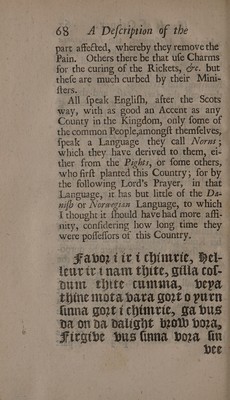 68 A Description of the
part affected, whereby they remove the
Pain. Others there be that use Charms
for the curing of the Rickets, &c. but
these are much curbed by their Mini-
sters.
All speak English, after the Scots
way, with as good an Accent as any
County in the Kingdom, only some of
the common People, amongst themselves,
speak a Language they call Norns;
which they have derived to them, ei-
ther from the Pights, or some others,
who first planted this Country; for by
the following Lord's Prayer, in that
Language, it has but little of the Da-
nish or Norwegian Language, to which
I thought it should have had more affi-
nity, considering how long time they
were possessors of this Country.
Favor i ir i chimrie, Hel-
leur ir i nam thite, gilla cos-
dum thite cumma, veya
thine mota vara gort o yurn
sinna gort i chimrie, ga vus
da on da dalight brow vora,
Firgive vus sinna vora sin
vee